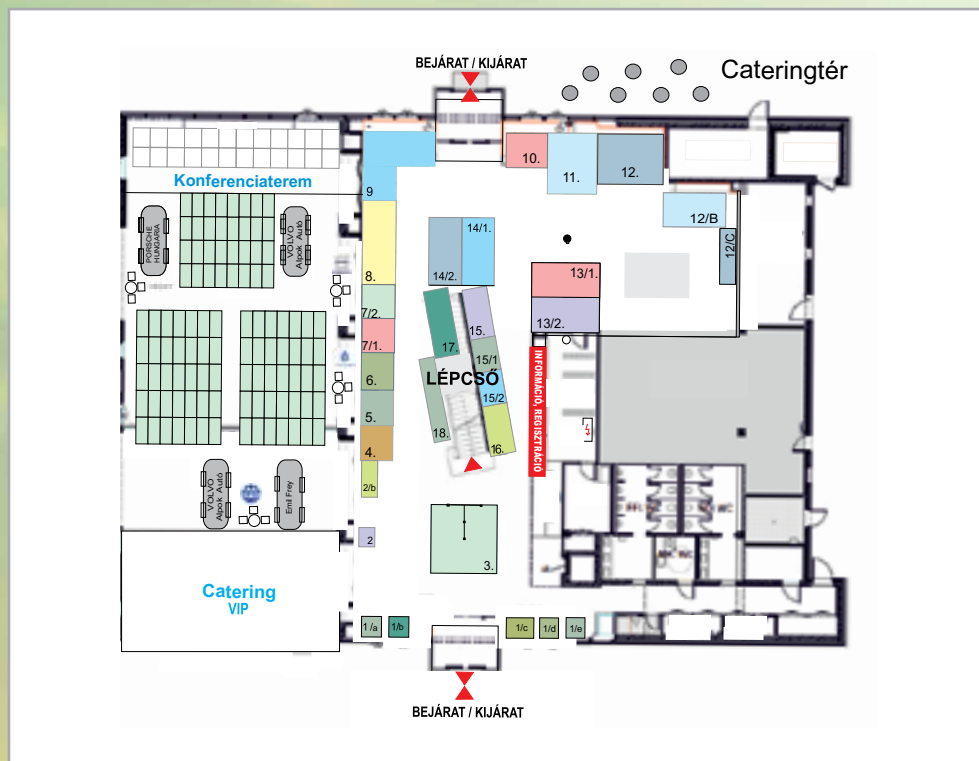 BEJÁRAT / KIJÁRAT
Cateringtér
10.
11.
12.
Konferenciaterem
9
12/B
PORSCHE
HUNGARIA
VOLVO
Alpok Autó
14/1.
12/C
8.
14/2.
13/1.
7/2.
15.
13/2.
7/1.
17.
15/1
6.
LÉPCSŐ
15/2
INFORMÁCIÓ, REGISZTRÁCIÓ
5.
18.
16.
4.
2/b
VOLVO
Alpok Autó
Emil Frey
2
3.
Catering
VIP
1 /a
1/b
1/c
1/d
1/e
BEJÁRAT / KIJÁRAT